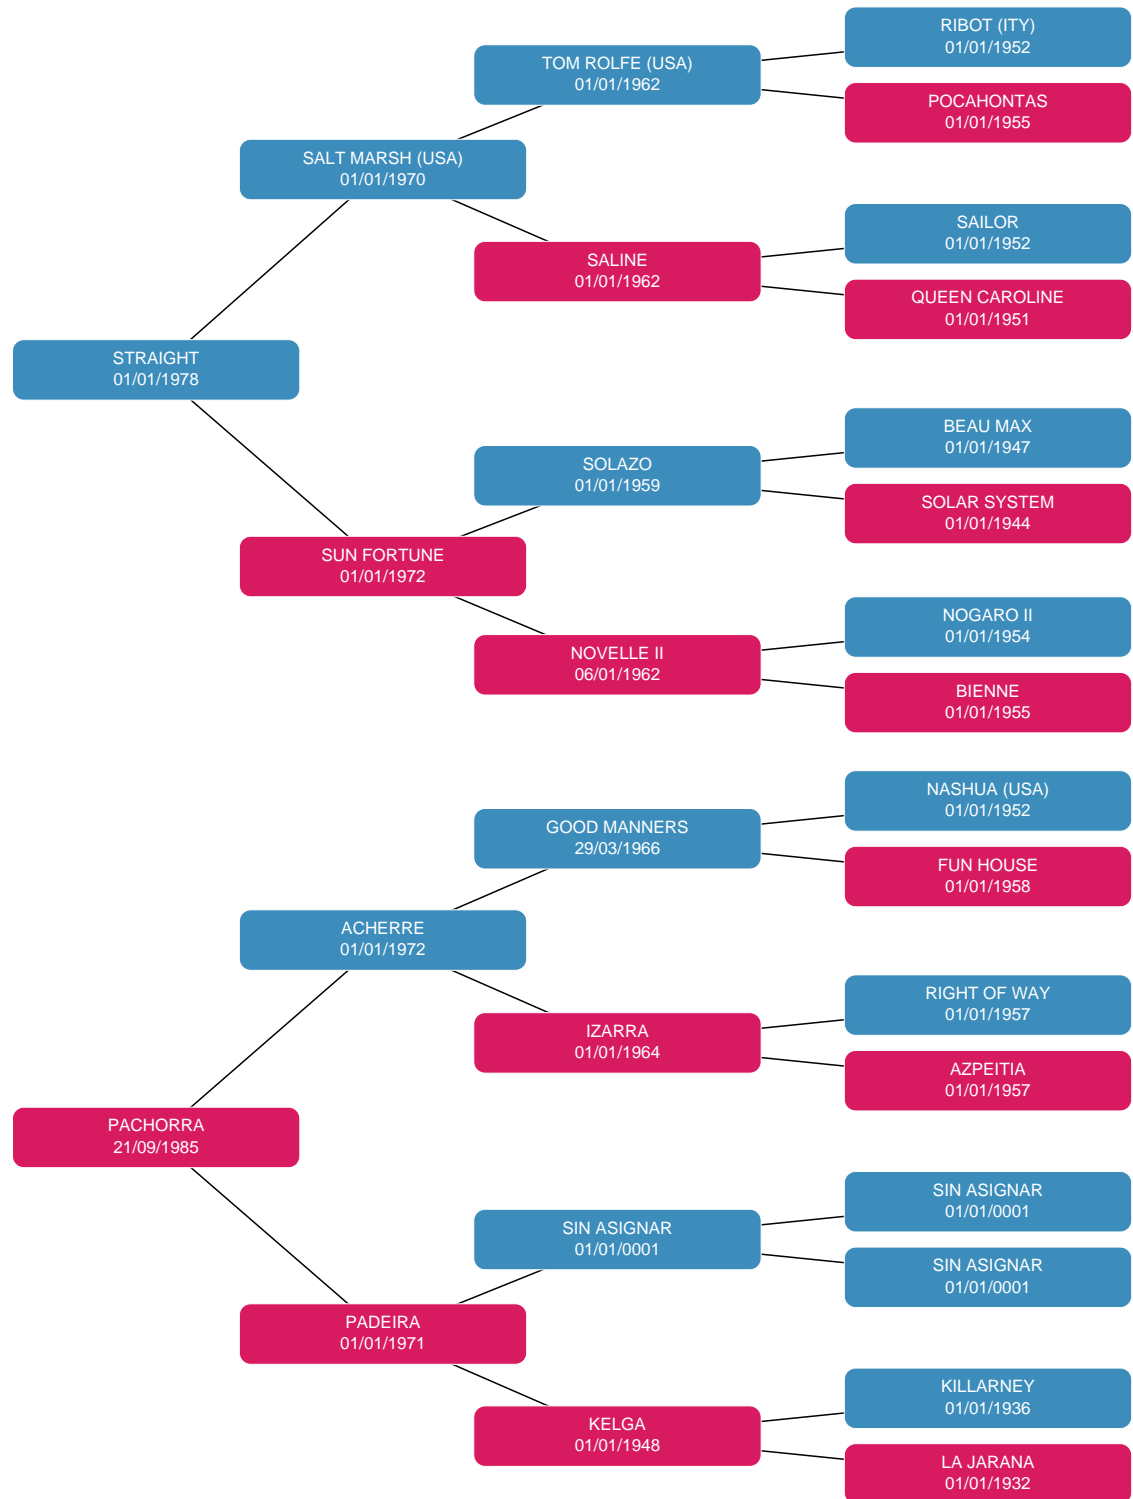 RIBOT (ITY)
01/01/1952
TOM ROLFE (USA)
01/01/1962
POCAHONTAS
01/01/1955
SALT MARSH (USA)
01/01/1970
SAILOR
01/01/1952
SALINE
01/01/1962
QUEEN CAROLINE
01/01/1951
STRAIGHT
01/01/1978
BEAU MAX
01/01/1947
SOLAZO
01/01/1959
SOLAR SYSTEM
01/01/1944
SUN FORTUNE
01/01/1972
NOGARO II
01/01/1954
NOVELLE II
06/01/1962
BIENNE
01/01/1955
NASHUA (USA)
01/01/1952
GOOD MANNERS
29/03/1966
FUN HOUSE
01/01/1958
ACHERRE
01/01/1972
RIGHT OF WAY
01/01/1957
IZARRA
01/01/1964
AZPEITIA
01/01/1957
PACHORRA
21/09/1985
SIN ASIGNAR
01/01/0001
SIN ASIGNAR
01/01/0001
SIN ASIGNAR
01/01/0001
PADEIRA
01/01/1971
KILLARNEY
01/01/1936
KELGA
01/01/1948
LA JARANA
01/01/1932